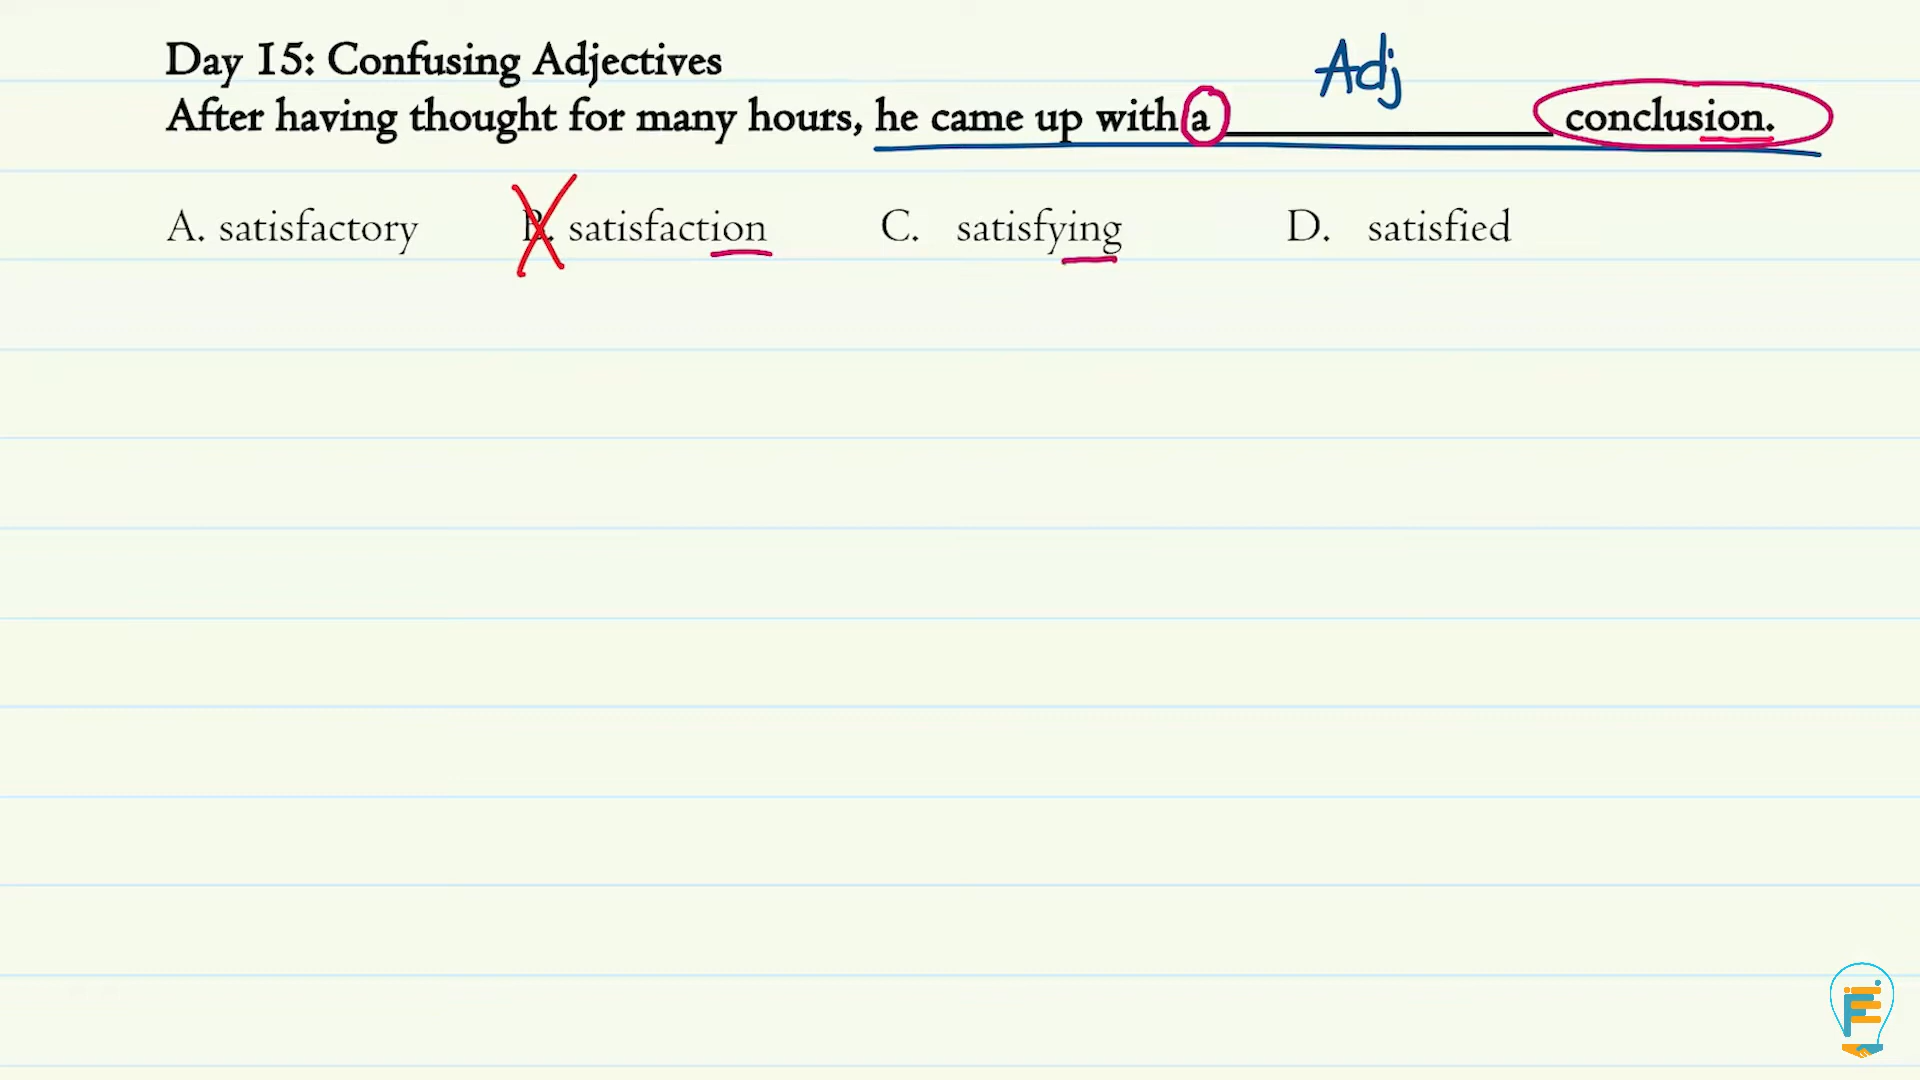 Day 15: Confusing Adjectives
Adj
After having thought for many hours, he came up with a ______________ conclusion.
A. satisfactory B. satisfaction C. satisfying D. satisfied